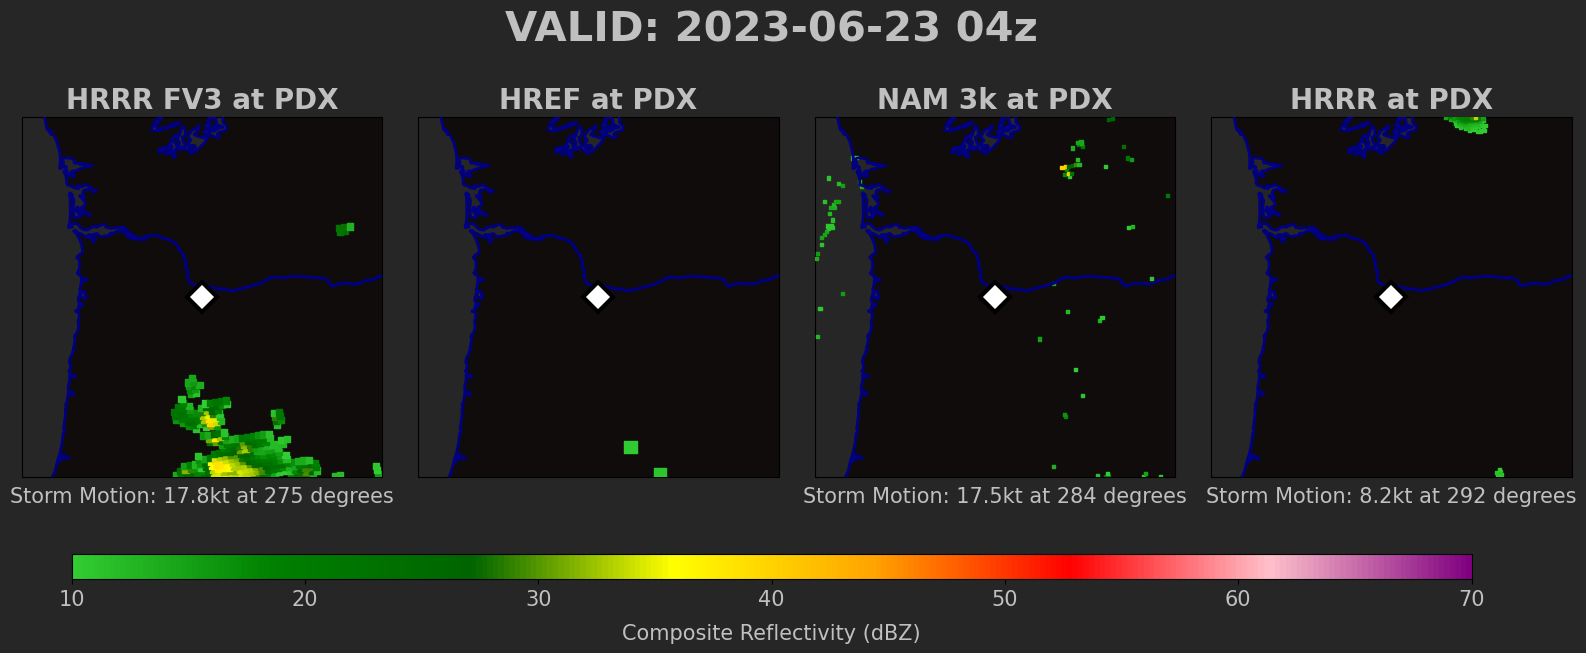 VALID: 2023-06-23 04z
HRRR FV3 at PDX
HREF at PDX
NAM 3k at PDX
HRRR at PDX
Storm Motion: 17.8kt at 275 degrees
Storm Motion: 17.5kt at 284 degrees
Storm Motion: 8.2kt at 292 degrees
10 20 30 40 50 60 70
Composite Reflectivity (dBZ)